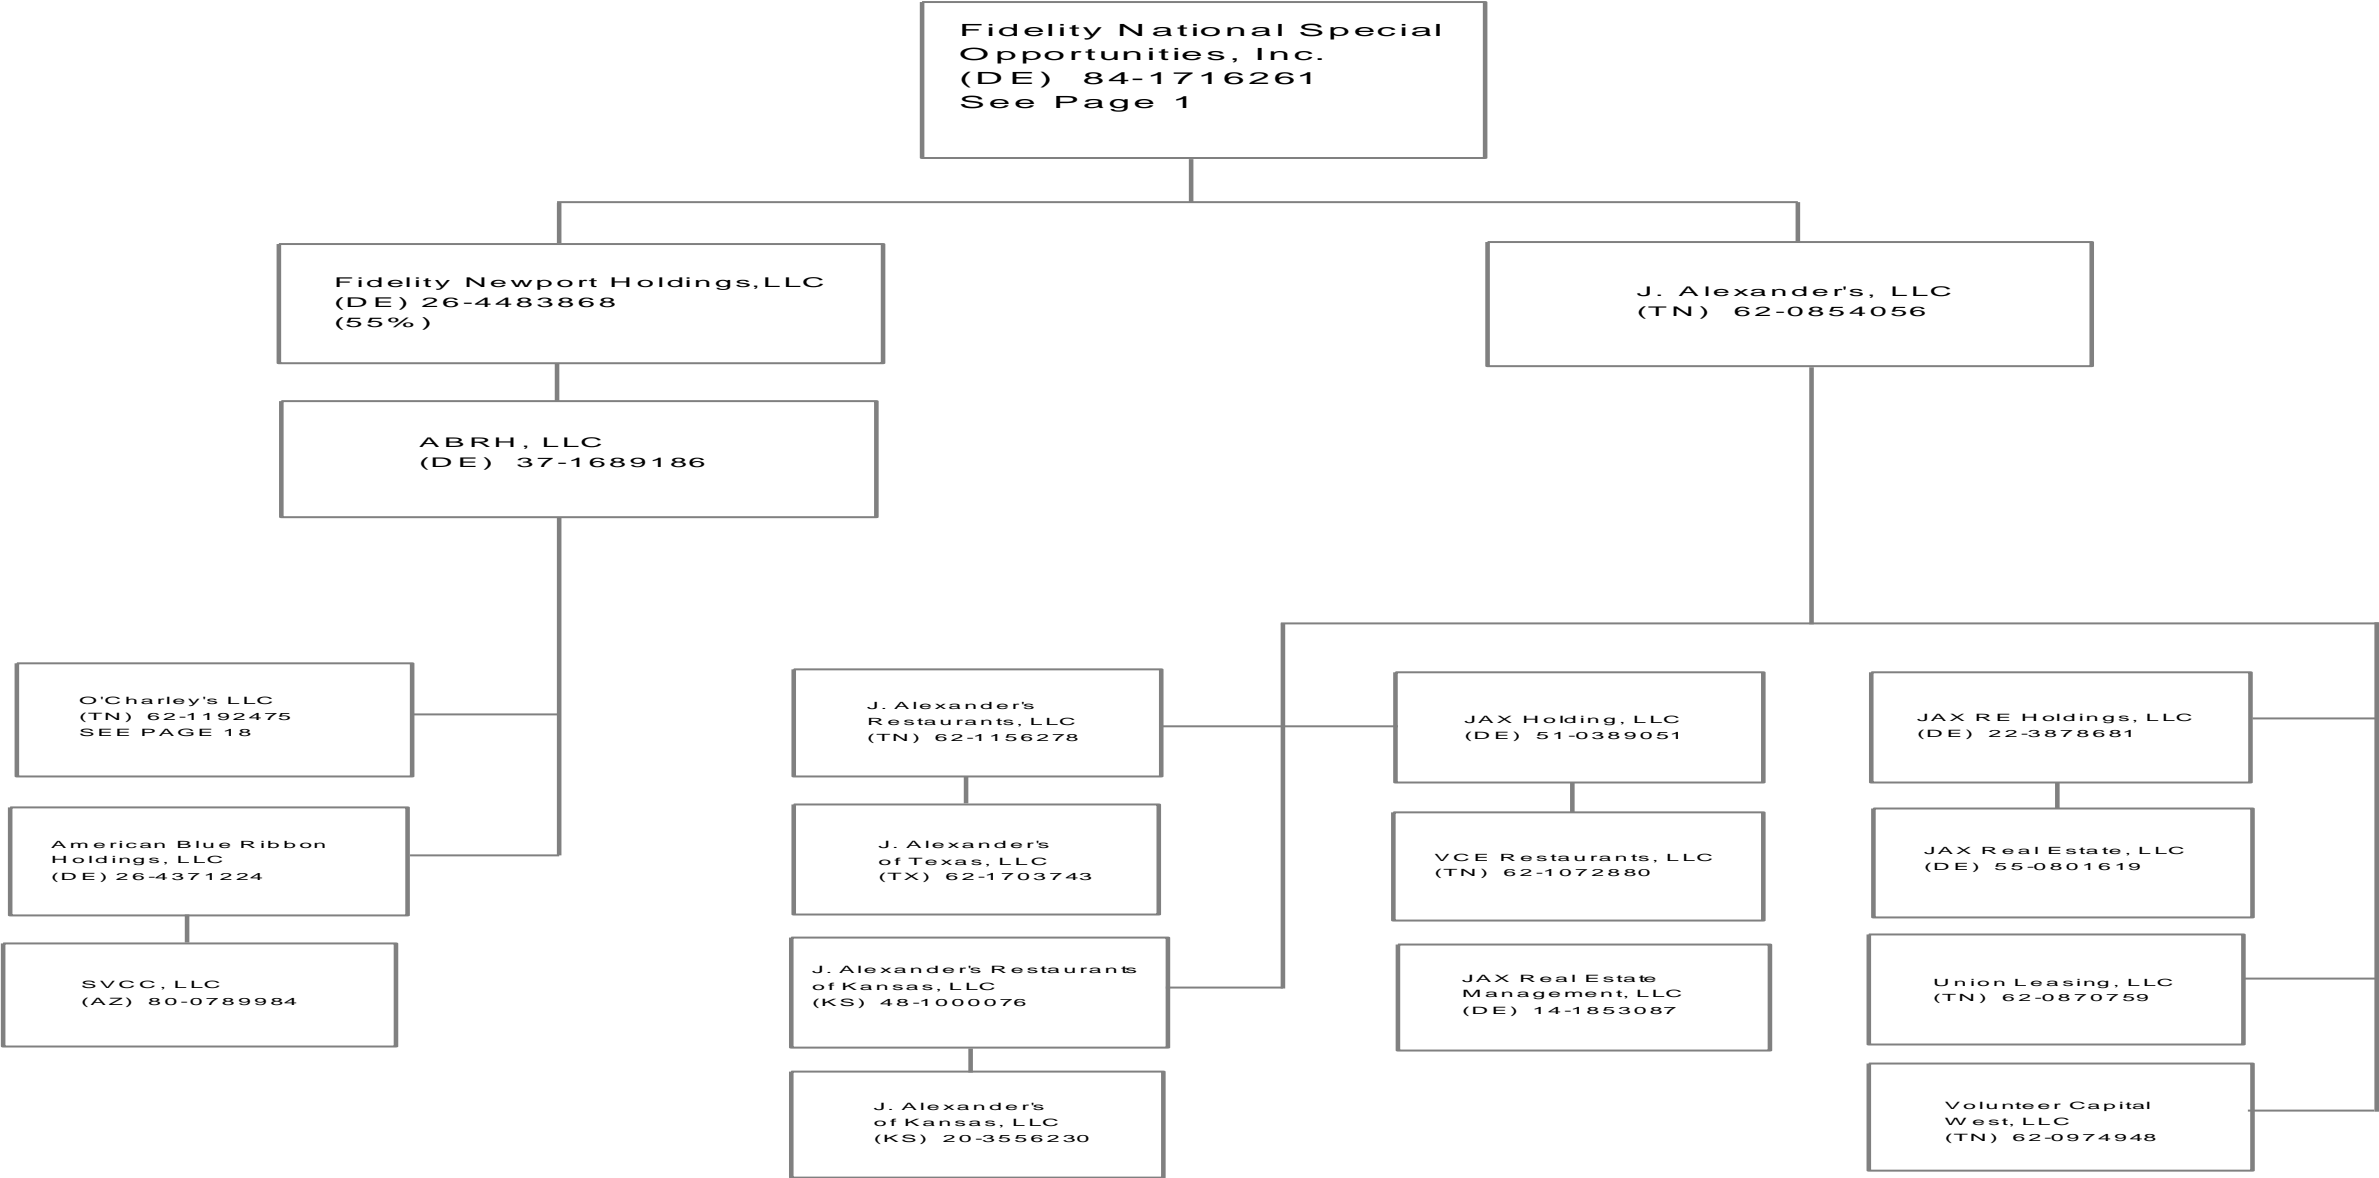 Fidelity National Special
Opportunities, Inc.
(DE) 84-1716261
See Page 1
Fidelity Newport Holdings,LLC
(DE) 26-4483868
(55%)
J. Alexander's, LLC
(TN) 62-0854056
ABRH, LLC
(DE) 37-1689186
O'Charley's LLC
(TN) 62-1192475
SEE PAGE 18
J. Alexander's
Restaurants, LLC
(TN) 62-1156278
JAX Holding, LLC
(DE) 51-0389051
JAX RE Holdings, LLC
(DE) 22-3878681
American Blue Ribbon
Holdings, LLC
(DE) 26-4371224
J. Alexander's
of Texas, LLC
(TX) 62-1703743
VCE Restaurants, LLC
(TN) 62-1072880
JAX Real Estate, LLC
(DE) 55-0801619
SVCC, LLC
(AZ) 80-0789984
J. Alexander's Restaurants
of Kansas, LLC
(KS) 48-1000076
JAX Real Estate
Management, LLC
(DE) 14-1853087
Union Leasing, LLC
(TN) 62-0870759
J. Alexander's
of Kansas, LLC
(KS) 20-3556230
Volunteer Capital
West, LLC
(TN) 62-0974948